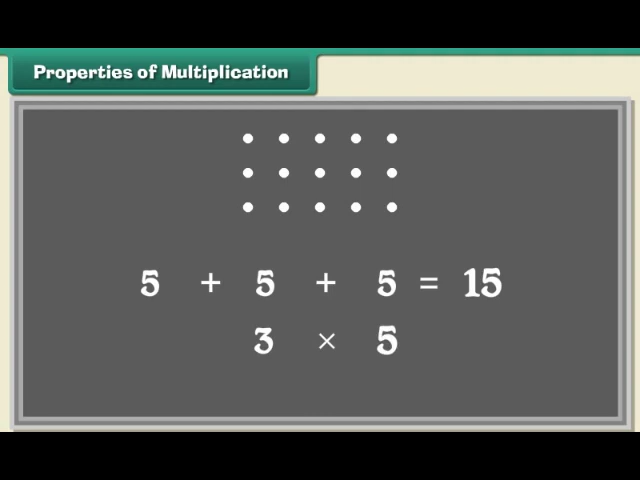 Properties of Multiplication
5 + 5 + 5 = 15
3 × 5